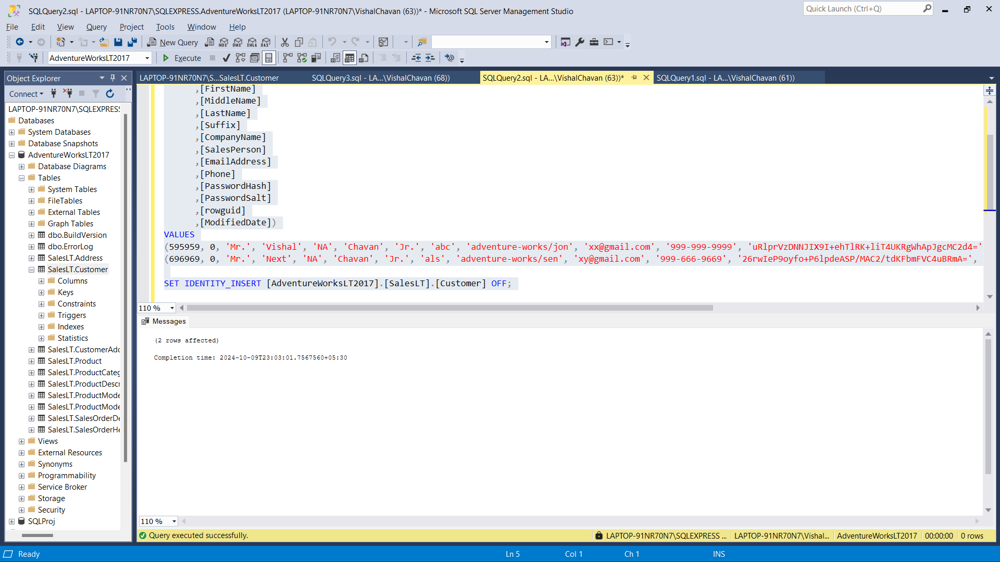 SQLQuery2.sql - LAPTOP-91NR70N7\SQLEXPRESS.AdventureWorksLT2017 (LAPTOP-91NR70N7\VishalChavan (63))* - Microsoft SQL Server Management Studio
Quick Launch (Ctrl+Q)
File Edit View Query Project Tools Window Help
New Query MDX DMX XMLA DAX
AdventureWorksLT2017 Execute
Object Explorer
Connect
LAPTOP-91NR70N7\SQLEXPRESS
Databases
System Databases
Database Snapshots
AdventureWorksLT2017
Database Diagrams
Tables
System Tables
FileTables
External Tables
Graph Tables
dbo.BuildVersion
dbo.ErrorLog
SalesLT.Address
SalesLT.Customer
Columns
Keys
Constraints
Triggers
Indexes
Statistics
SalesLT.CustomerAdd
SalesLT.Product
SalesLT.ProductCateg
SalesLT.ProductDescr
SalesLT.ProductMode
SalesLT.ProductMode
SalesLT.SalesOrderDe
SalesLT.SalesOrderHe
Views
External Resources
Synonyms
Programmability
Service Broker
Storage
Security
SQLProj
LAPTOP-91NR70N7\S...SalesLT.Customer SQLQuery3.sql - LA...\VishalChavan (68)) SQLQuery2.sql - LA...\VishalChavan (63))* SQLQuery1.sql - LA...\VishalChavan (61))
,[FirstName]
,[MiddleName]
,[LastName]
,[Suffix]
,[CompanyName]
,[SalesPerson]
,[EmailAddress]
,[Phone]
,[PasswordHash]
,[PasswordSalt]
,[rowguid]
,[ModifiedDate])
VALUES
(595959, 0, 'Mr.', 'Vishal', 'NA', 'Chavan', 'Jr.', 'abc', 'adventure-works/jon', 'xx@gmail.com', '999-999-9999', 'uRlprVzDNNJIX9I+ehTlRK+liT4UKRgWhApJgcMC2d4='
(696969, 0, 'Mr.', 'Next', 'NA', 'Chavan', 'Jr.', 'als', 'adventure-works/sen', 'xy@gmail.com', '999-666-9669', '26rwIeP9oyfo+P6lpdeASP/MAC2/tdKFbmFVC4uBRmA=',
SET IDENTITY_INSERT [AdventureWorksLT2017].[SalesLT].[Customer] OFF;
110 %
Messages
(2 rows affected)
Completion time: 2024-10-09T23:03:01.7567560+05:30
110 %
Query executed successfully. LAPTOP-91NR70N7\SQLEXPRESS ... LAPTOP-91NR70N7\Vishal... AdventureWorksLT2017 00:00:00 0 rows
Ready Ln 5 Col 1 Ch 1 INS